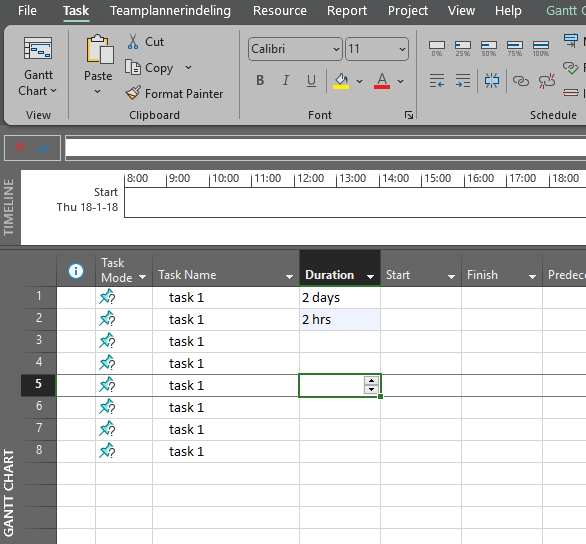 File Task Teamplannerindeling Resource Report Project View Help Gantt C
Gantt
Chart
View
Paste
Cut
Copy
Format Painter
Clipboard
Calibri 11
B I U A
Font
0% 25% 50% 75% 100%
Schedule
TIMELINE
Start
Thu 18-1-18
8:00 9:00 10:00 11:00 12:00 13:00 14:00 15:00 16:00 17:00 18:00
Task
Mode Task Name Duration Start Finish Predece
1 task 1 2 days
2 task 1 2 hrs
3 task 1
4 task 1
5 task 1
6 task 1
7 task 1
8 task 1
GANTT CHART